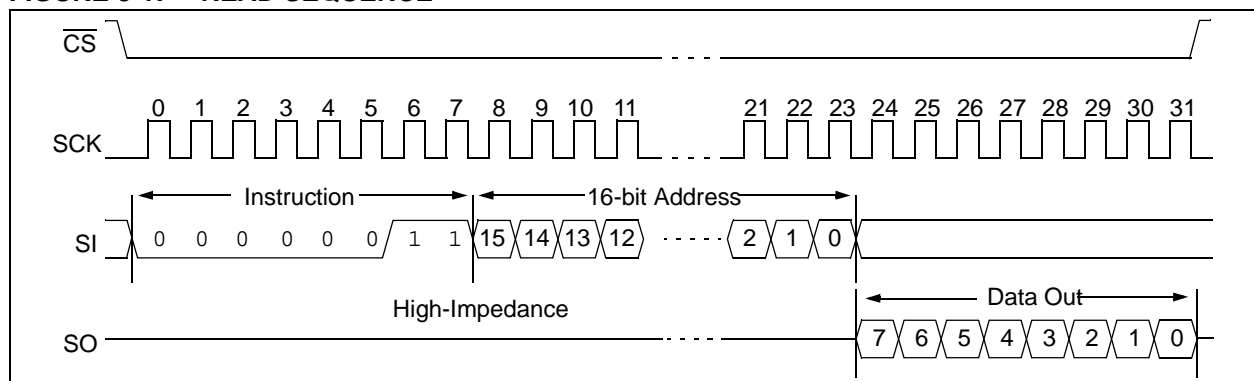 FIGURE 6-1: READ SEQUENCE
CS
0 1 2 3 4 5 6 7 8 9 10 11 21 22 23 24 25 26 27 28 29 30 31
SCK
Instruction 16-bit Address
SI 0 0 0 0 0 0 1 1 15 14 13 12 2 1 0
High-Impedance Data Out
SO 7 6 5 4 3 2 1 0